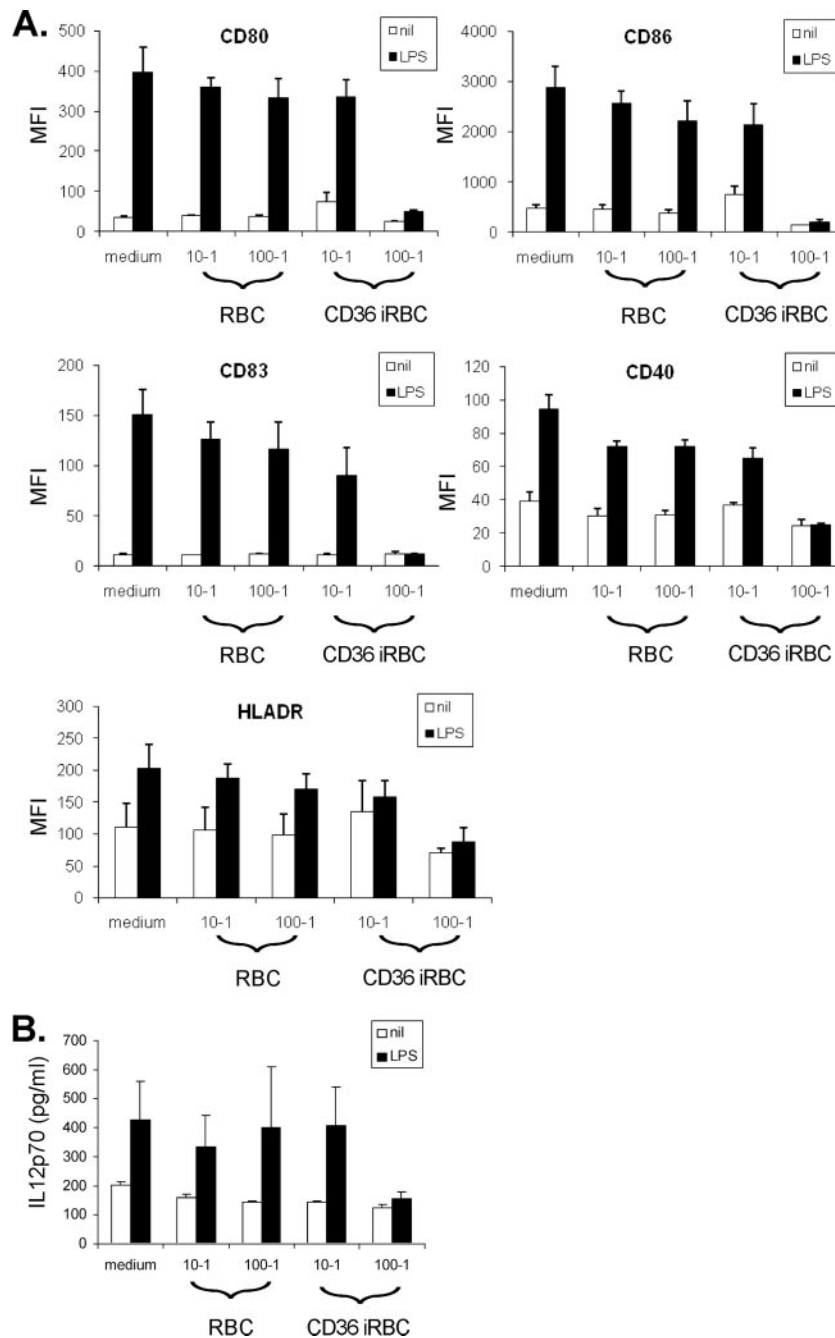 A.
CD80
nil
LPS
MFI
500
400
300
200
100
0
medium 10-1 100-1 10-1 100-1
RBC CD36 iRBC
CD86
nil
LPS
MFI
4000
3000
2000
1000
0
medium 10-1 100-1 10-1 100-1
RBC CD36 iRBC
CD83
nil
LPS
MFI
200
150
100
50
0
medium 10-1 100-1 10-1 100-1
RBC CD36 iRBC
CD40
nil
LPS
MFI
120
100
80
60
40
20
0
medium 10-1 100-1 10-1 100-1
RBC CD36 iRBC
HLADR
nil
LPS
MFI
300
250
200
150
100
50
0
medium 10-1 100-1 10-1 100-1
RBC CD36 iRBC
B.
nil
LPS
IL12p70 (pg/ml)
700
600
500
400
300
200
100
0
medium 10-1 100-1 10-1 100-1
RBC CD36 iRBC